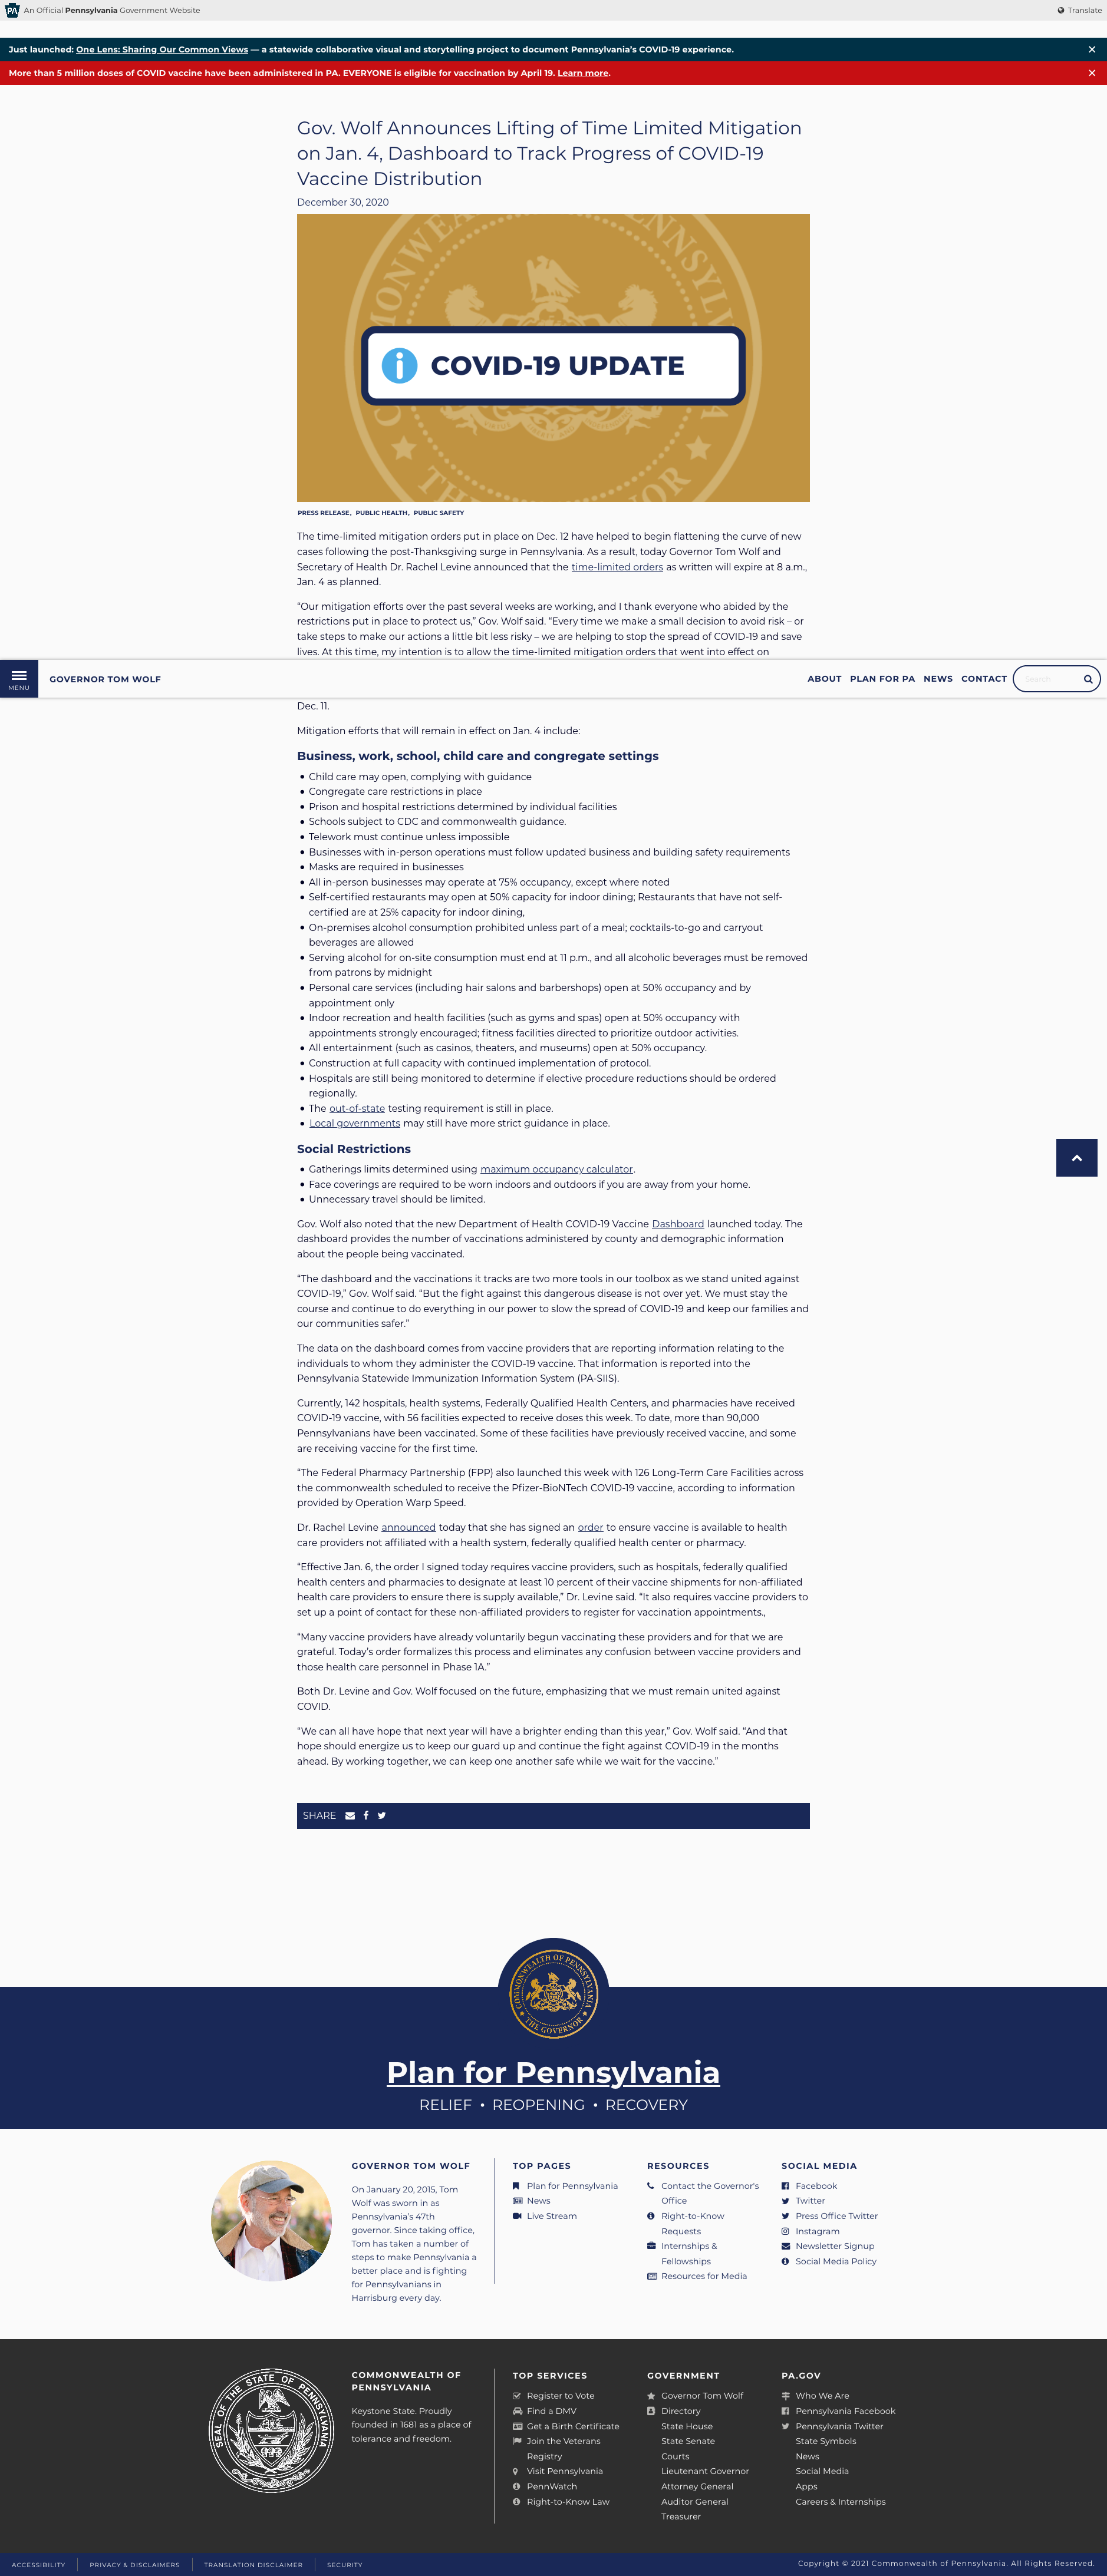 PA An Official Pennsylvania Government Website
Translate
Just launched: One Lens: Sharing Our Common Views — a statewide collaborative visual and storytelling project to document Pennsylvania's COVID-19 experience. ×
More than 5 million doses of COVID vaccine have been administered in PA. EVERYONE is eligible for vaccination by April 19. Learn more. ×
Gov. Wolf Announces Lifting of Time Limited Mitigation
on Jan. 4, Dashboard to Track Progress of COVID-19
Vaccine Distribution
December 30, 2020
COVID-19 UPDATE
PRESS RELEASE, PUBLIC HEALTH, PUBLIC SAFETY
The time-limited mitigation orders put in place on Dec. 12 have helped to begin flattening the curve of new
cases following the post-Thanksgiving surge in Pennsylvania. As a result, today Governor Tom Wolf and
Secretary of Health Dr. Rachel Levine announced that the time-limited orders as written will expire at 8 a.m.,
Jan. 4 as planned.
“Our mitigation efforts over the past several weeks are working, and I thank everyone who abided by the
restrictions put in place to protect us,” Gov. Wolf said. “Every time we make a small decision to avoid risk – or
take steps to make our actions a little bit less risky – we are helping to stop the spread of COVID-19 and save
lives. At this time, my intention is to allow the time-limited mitigation orders that went into effect on
MENU
GOVERNOR TOM WOLF
ABOUT PLAN FOR PA NEWS CONTACT
Search
Dec. 11.
Mitigation efforts that will remain in effect on Jan. 4 include:
Business, work, school, child care and congregate settings
• Child care may open, complying with guidance
• Congregate care restrictions in place
• Prison and hospital restrictions determined by individual facilities
• Schools subject to CDC and commonwealth guidance.
• Telework must continue unless impossible
• Businesses with in-person operations must follow updated business and building safety requirements
• Masks are required in businesses
• All in-person businesses may operate at 75% occupancy, except where noted
• Self-certified restaurants may open at 50% capacity for indoor dining; Restaurants that have not self-
certified are at 25% capacity for indoor dining,
• On-premises alcohol consumption prohibited unless part of a meal; cocktails-to-go and carryout
beverages are allowed
• Serving alcohol for on-site consumption must end at 11 p.m., and all alcoholic beverages must be removed
from patrons by midnight
• Personal care services (including hair salons and barbershops) open at 50% occupancy and by
appointment only
• Indoor recreation and health facilities (such as gyms and spas) open at 50% occupancy with
appointments strongly encouraged; fitness facilities directed to prioritize outdoor activities.
• All entertainment (such as casinos, theaters, and museums) open at 50% occupancy.
• Construction at full capacity with continued implementation of protocol.
• Hospitals are still being monitored to determine if elective procedure reductions should be ordered
regionally.
• The out-of-state testing requirement is still in place.
• Local governments may still have more strict guidance in place.
Social Restrictions
• Gatherings limits determined using maximum occupancy calculator.
• Face coverings are required to be worn indoors and outdoors if you are away from your home.
• Unnecessary travel should be limited.
Gov. Wolf also noted that the new Department of Health COVID-19 Vaccine Dashboard launched today. The
dashboard provides the number of vaccinations administered by county and demographic information
about the people being vaccinated.
“The dashboard and the vaccinations it tracks are two more tools in our toolbox as we stand united against
COVID-19,” Gov. Wolf said. “But the fight against this dangerous disease is not over yet. We must stay the
course and continue to do everything in our power to slow the spread of COVID-19 and keep our families and
our communities safer.”
The data on the dashboard comes from vaccine providers that are reporting information relating to the
individuals to whom they administer the COVID-19 vaccine. That information is reported into the
Pennsylvania Statewide Immunization Information System (PA-SIIS).
Currently, 142 hospitals, health systems, Federally Qualified Health Centers, and pharmacies have received
COVID-19 vaccine, with 56 facilities expected to receive doses this week. To date, more than 90,000
Pennsylvanians have been vaccinated. Some of these facilities have previously received vaccine, and some
are receiving vaccine for the first time.
“The Federal Pharmacy Partnership (FPP) also launched this week with 126 Long-Term Care Facilities across
the commonwealth scheduled to receive the Pfizer-BioNTech COVID-19 vaccine, according to information
provided by Operation Warp Speed.
Dr. Rachel Levine announced today that she has signed an order to ensure vaccine is available to health
care providers not affiliated with a health system, federally qualified health center or pharmacy.
“Effective Jan. 6, the order I signed today requires vaccine providers, such as hospitals, federally qualified
health centers and pharmacies to designate at least 10 percent of their vaccine shipments for non-affiliated
health care providers to ensure there is supply available,” Dr. Levine said. “It also requires vaccine providers to
set up a point of contact for these non-affiliated providers to register for vaccination appointments.,
“Many vaccine providers have already voluntarily begun vaccinating these providers and for that we are
grateful. Today’s order formalizes this process and eliminates any confusion between vaccine providers and
those health care personnel in Phase 1A.”
Both Dr. Levine and Gov. Wolf focused on the future, emphasizing that we must remain united against
COVID.
“We can all have hope that next year will have a brighter ending than this year,” Gov. Wolf said. “And that
hope should energize us to keep our guard up and continue the fight against COVID-19 in the months
ahead. By working together, we can keep one another safe while we wait for the vaccine.”
SHARE
COMMONWEALTH OF PENNSYLVANIA
THE GOVERNOR
Plan for Pennsylvania
RELIEF • REOPENING • RECOVERY
GOVERNOR TOM WOLF
On January 20, 2015, Tom
Wolf was sworn in as
Pennsylvania’s 47th
governor. Since taking office,
Tom has taken a number of
steps to make Pennsylvania a
better place and is fighting
for Pennsylvanians in
Harrisburg every day.
TOP PAGES
Plan for Pennsylvania
News
Live Stream
RESOURCES
Contact the Governor's
Office
Right-to-Know
Requests
Internships &
Fellowships
Resources for Media
SOCIAL MEDIA
Facebook
Twitter
Press Office Twitter
Instagram
Newsletter Signup
Social Media Policy
SEAL OF THE STATE OF PENNSYLVANIA
COMMONWEALTH OF
PENNSYLVANIA
Keystone State. Proudly
founded in 1681 as a place of
tolerance and freedom.
TOP SERVICES
Register to Vote
Find a DMV
Get a Birth Certificate
Join the Veterans
Registry
Visit Pennsylvania
PennWatch
Right-to-Know Law
GOVERNMENT
Governor Tom Wolf
Directory
State House
State Senate
Courts
Lieutenant Governor
Attorney General
Auditor General
Treasurer
PA.GOV
Who We Are
Pennsylvania Facebook
Pennsylvania Twitter
State Symbols
News
Social Media
Apps
Careers & Internships
ACCESSIBILITY PRIVACY & DISCLAIMERS TRANSLATION DISCLAIMER SECURITY
Copyright © 2021 Commonwealth of Pennsylvania. All Rights Reserved.